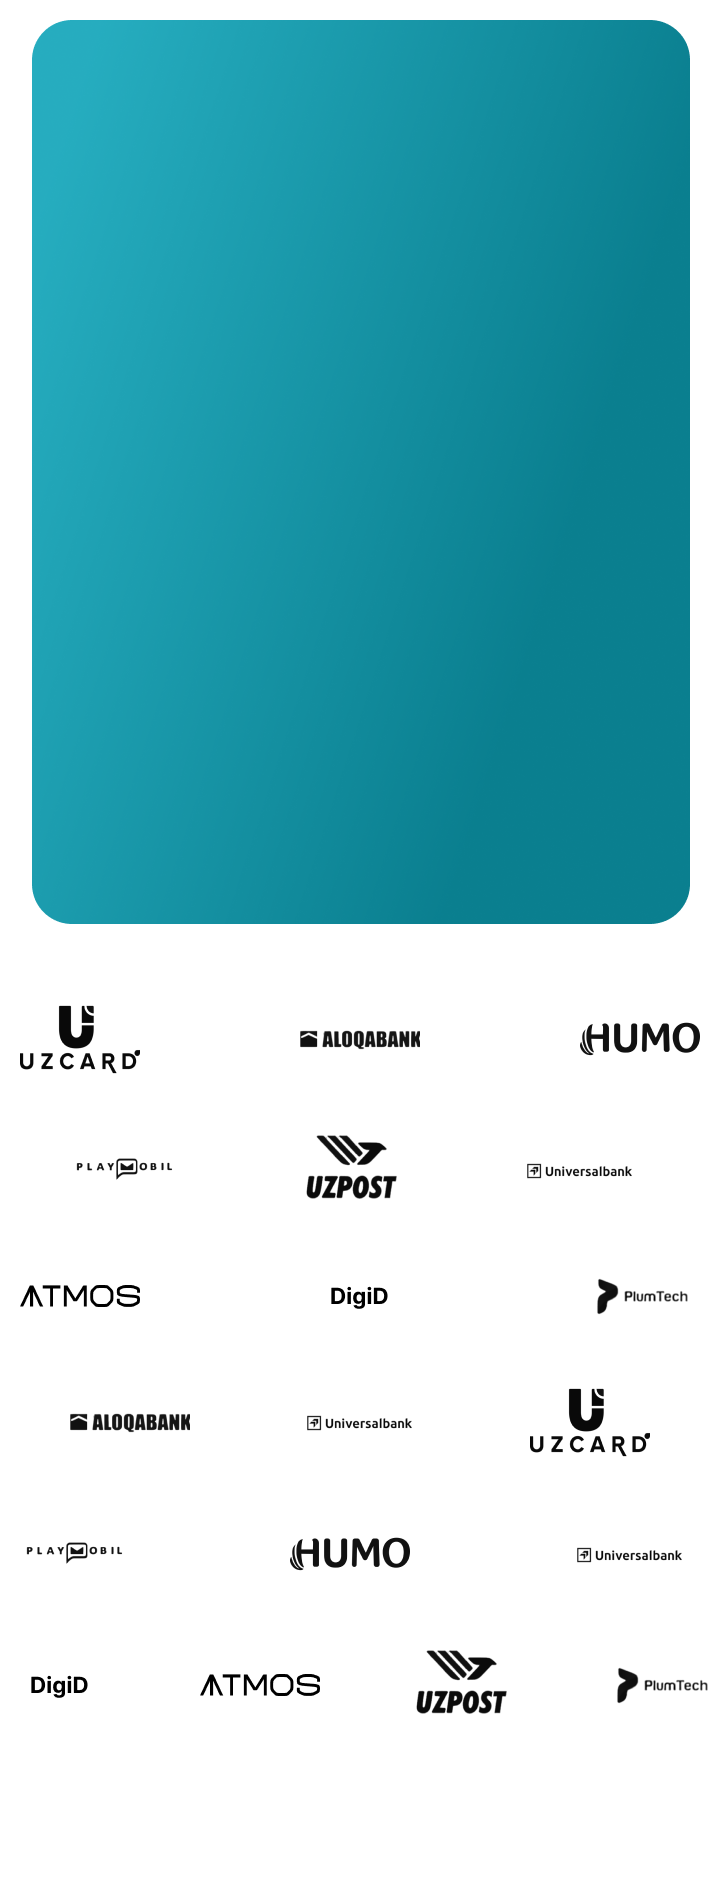 UZCARD ALOQABANK HUMO
PLAYMOBIL UZPOST Universalbank
ATMOS DigiD PlumTech
ALOQABANK Universalbank UZCARD
PLAYMOBIL HUMO Universalbank
DigiD ATMOS UZPOST PlumTech